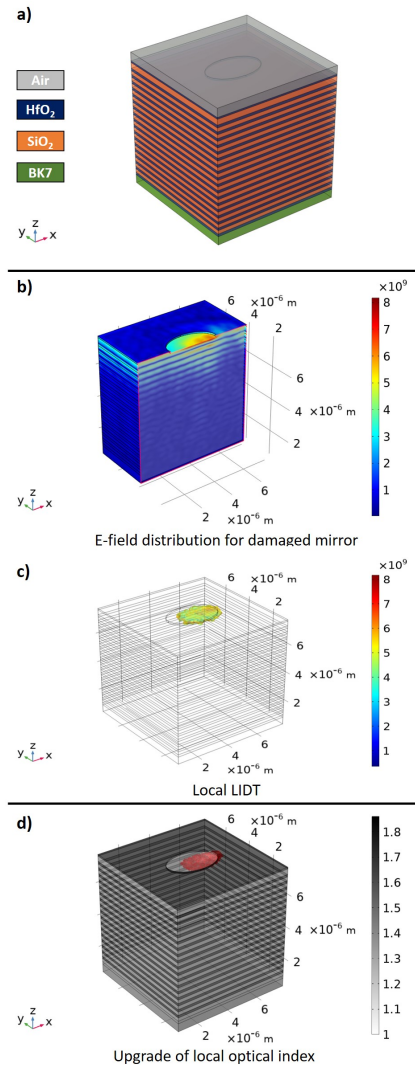 a)
Air
HfO₂
SiO₂
BK7
z
y x
b)
×10⁹
6 ×10⁻⁶ m
4
2
8
7
6
5
4
3
2
1
6
4 ×10⁻⁶ m
2
z
y x
6
4
2
×10⁻⁶ m
E-field distribution for damaged mirror
c)
×10⁹
6 ×10⁻⁶ m
4
2
8
7
6
5
4
3
2
1
6
4 ×10⁻⁶ m
2
z
y x
6
4
2 ×10⁻⁶ m
Local LIDT
d)
6 ×10⁻⁶ m
4
2
1.8
1.7
1.6
1.5
1.4
1.3
1.2
1.1
1
6
4 ×10⁻⁶ m
2
z
y x
6
4
2 ×10⁻⁶ m
Upgrade of local optical index